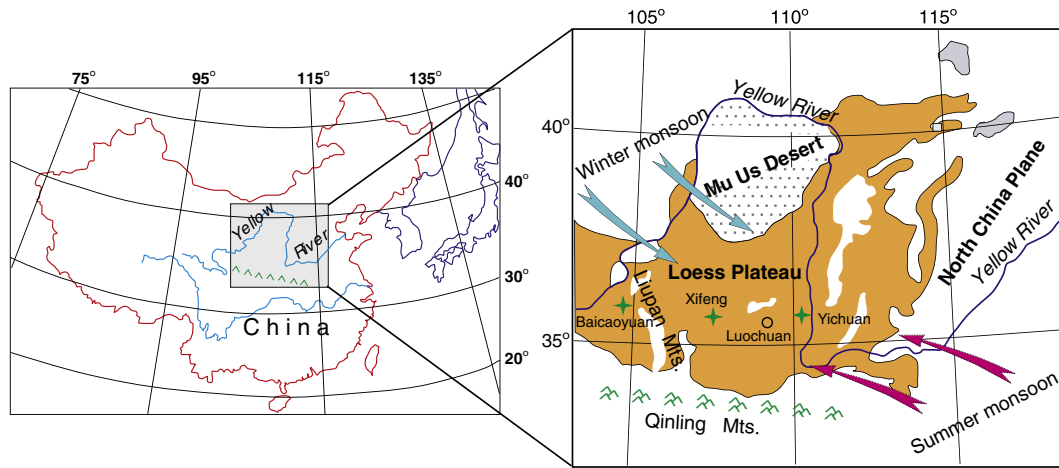 75°
95°
115°
135°
40°
30°
20°
Yellow
River
China
105°
110°
115°
40°
35°
Yellow River
Winter monsoon
Mu Us Desert
North China Plane
Yellow River
Loess Plateau
Liupan Mts.
Xifeng
Baicaoyuan
Luochuan
Yichuan
Qinling Mts.
Summer monsoon